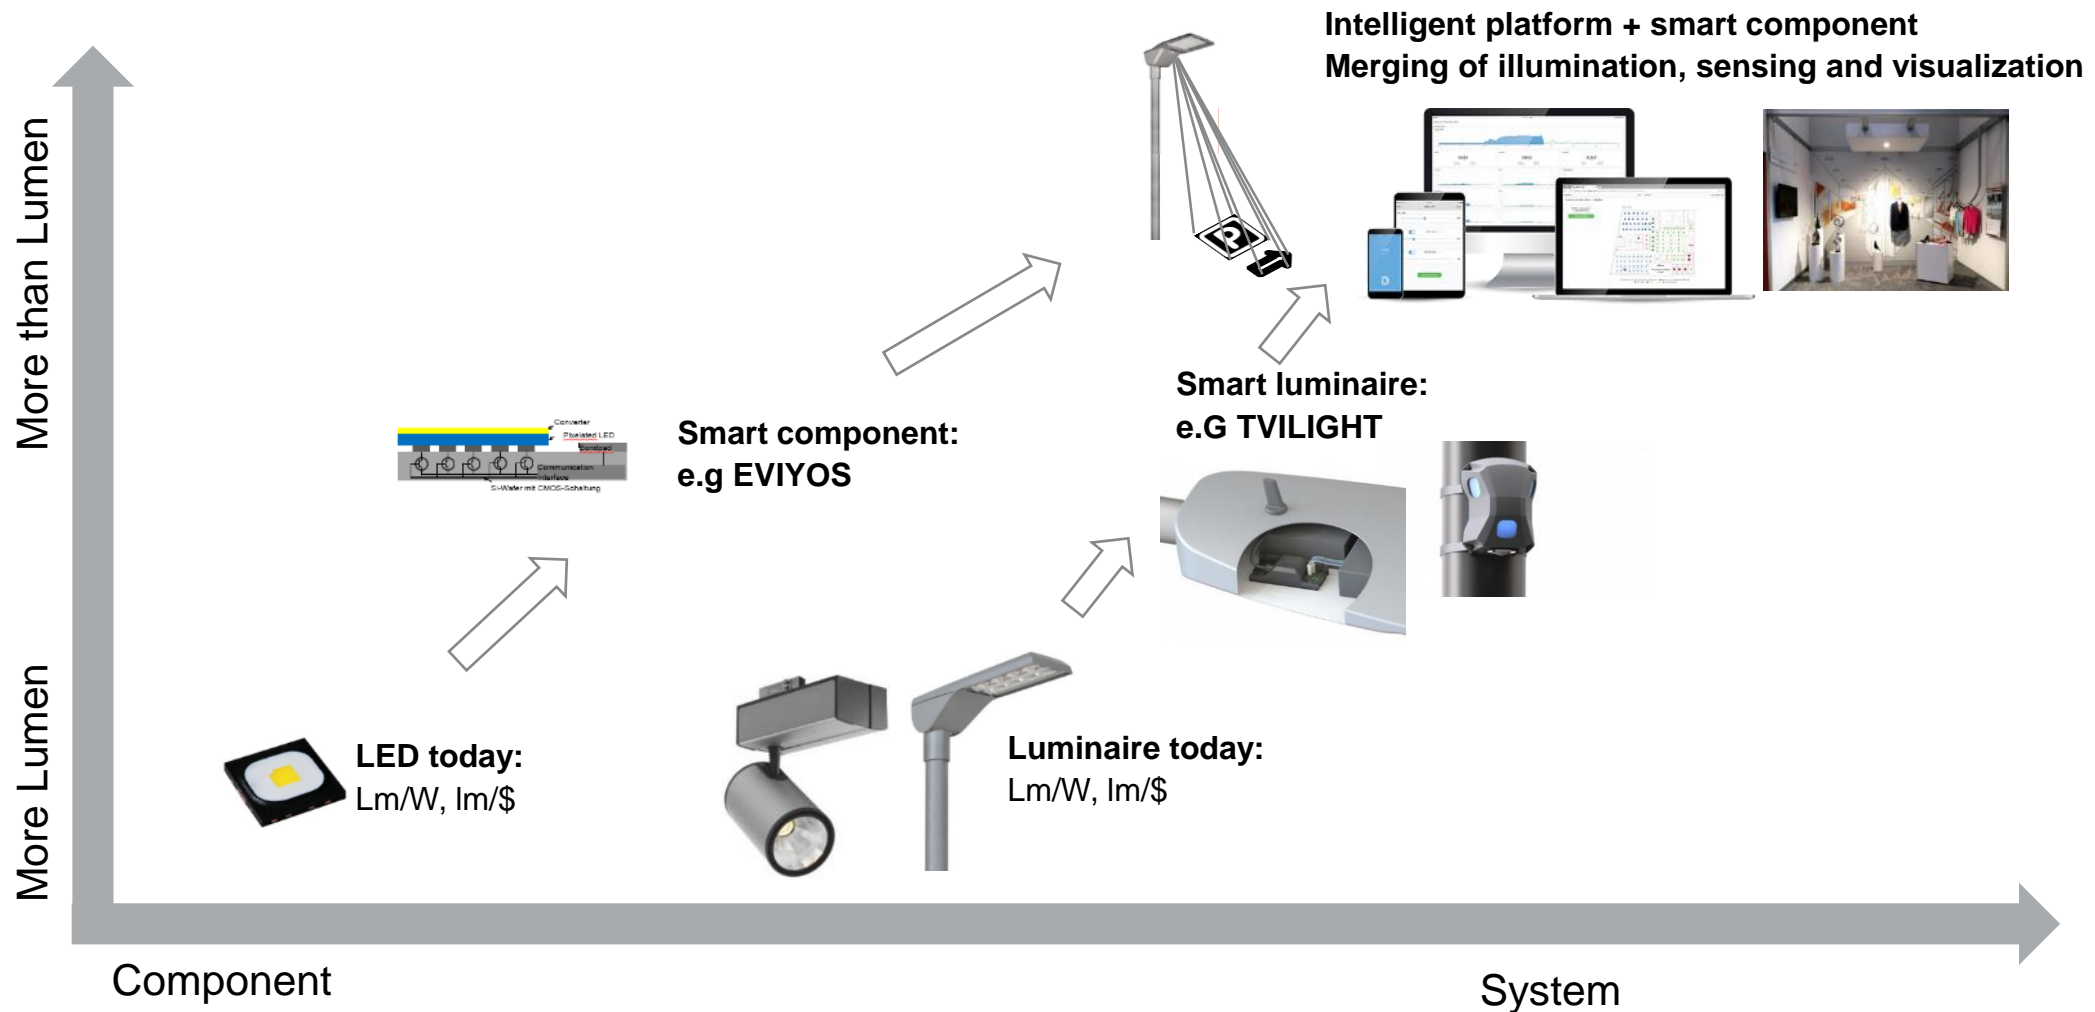 Intelligent platform + smart component
Merging of illumination, sensing and visualization
More than Lumen
Smart luminaire:
e.G TVILIGHT
Converter
Pixelated LED
Bondpad
Communication
Interface
Si-Wafer mit CMOS-Schaltung
Smart component:
e.g EVIYOS
More Lumen
LED today:
Lm/W, lm/$
Luminaire today:
Lm/W, lm/$
Component
System